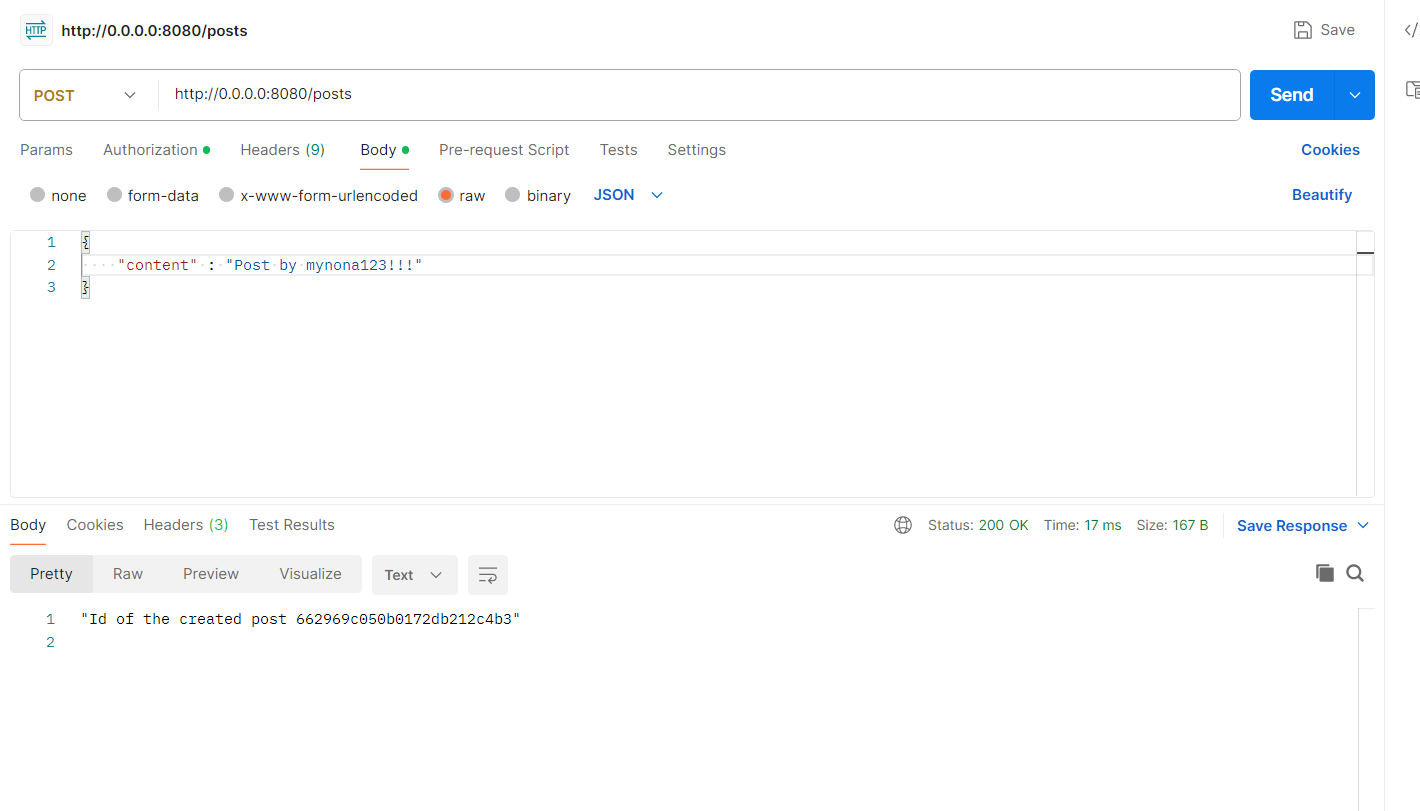 HTTP http://0.0.0.0:8080/posts Save
POST http://0.0.0.0:8080/posts Send
Params Authorization Headers (9) Body Pre-request Script Tests Settings Cookies
none form-data x-www-form-urlencoded raw binary JSON Beautify
1 {
2 "content" : "Post by mynona123!!!"
3 }
Body Cookies Headers (3) Test Results Status: 200 OK Time: 17 ms Size: 167 B Save Response
Pretty Raw Preview Visualize Text
1 "Id of the created post 662969c050b0172db212c4b3"
2